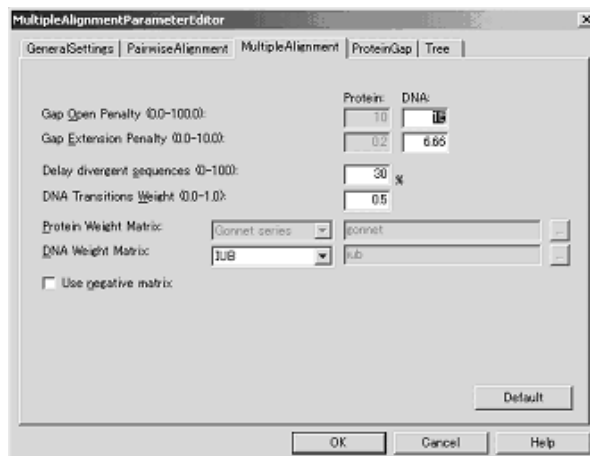 MultipleAlignmentParameterEditor
GeneralSettings PairwiseAlignment MultipleAlignment ProteinGap Tree
Protein: DNA:
Gap Open Penalty (0.0-100.0): 10 15
Gap Extension Penalty (0.0-10.0): 0.2 6.66
Delay divergent sequences (0-100): 30 %
DNA Transitions Weight (0.0-1.0): 0.5
Protein Weight Matrix: Gonnet series gonnet ...
DNA Weight Matrix: IUB iub ...
Use negative matrix
Default
OK Cancel Help